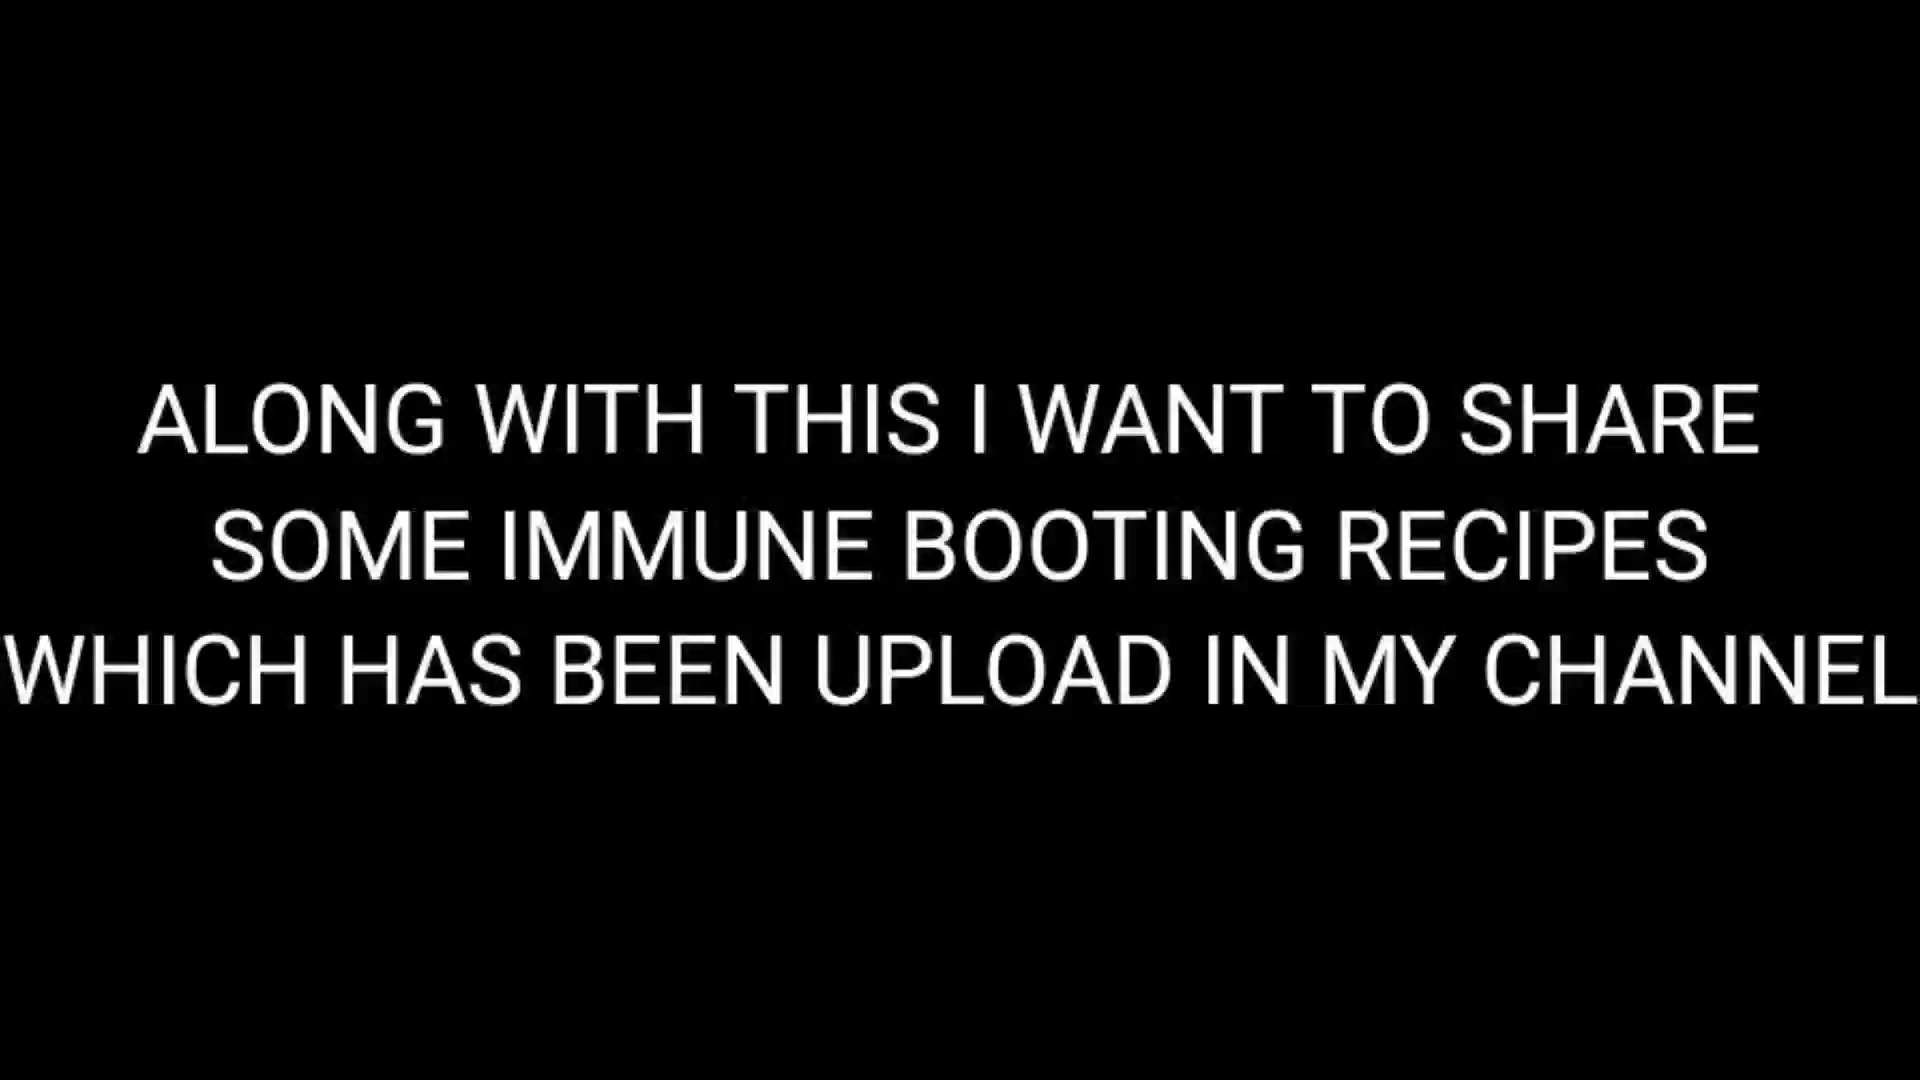 ALONG WITH THIS I WANT TO SHARE
SOME IMMUNE BOOTING RECIPES
WHICH HAS BEEN UPLOAD IN MY CHANNEL